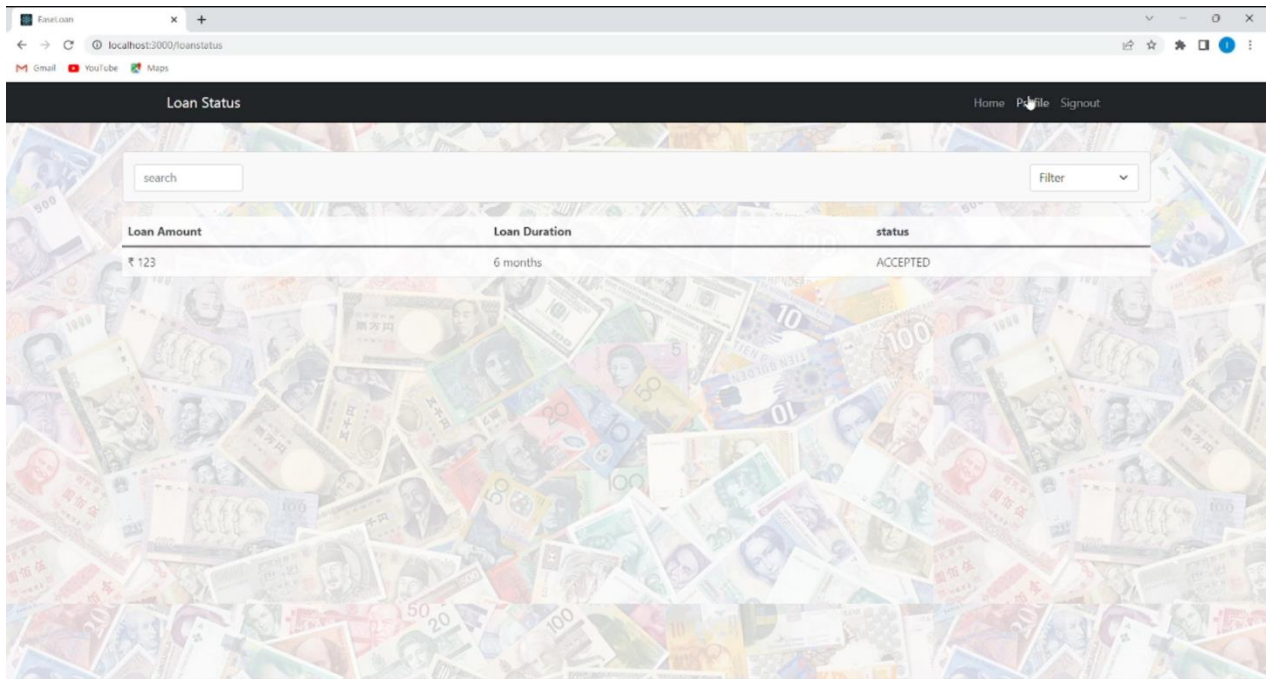 EaseLoan
localhost:3000/loanstatus
Gmail YouTube Maps
Loan Status Home Profile Signout
search Filter
Loan Amount Loan Duration status
₹ 123 6 months ACCEPTED